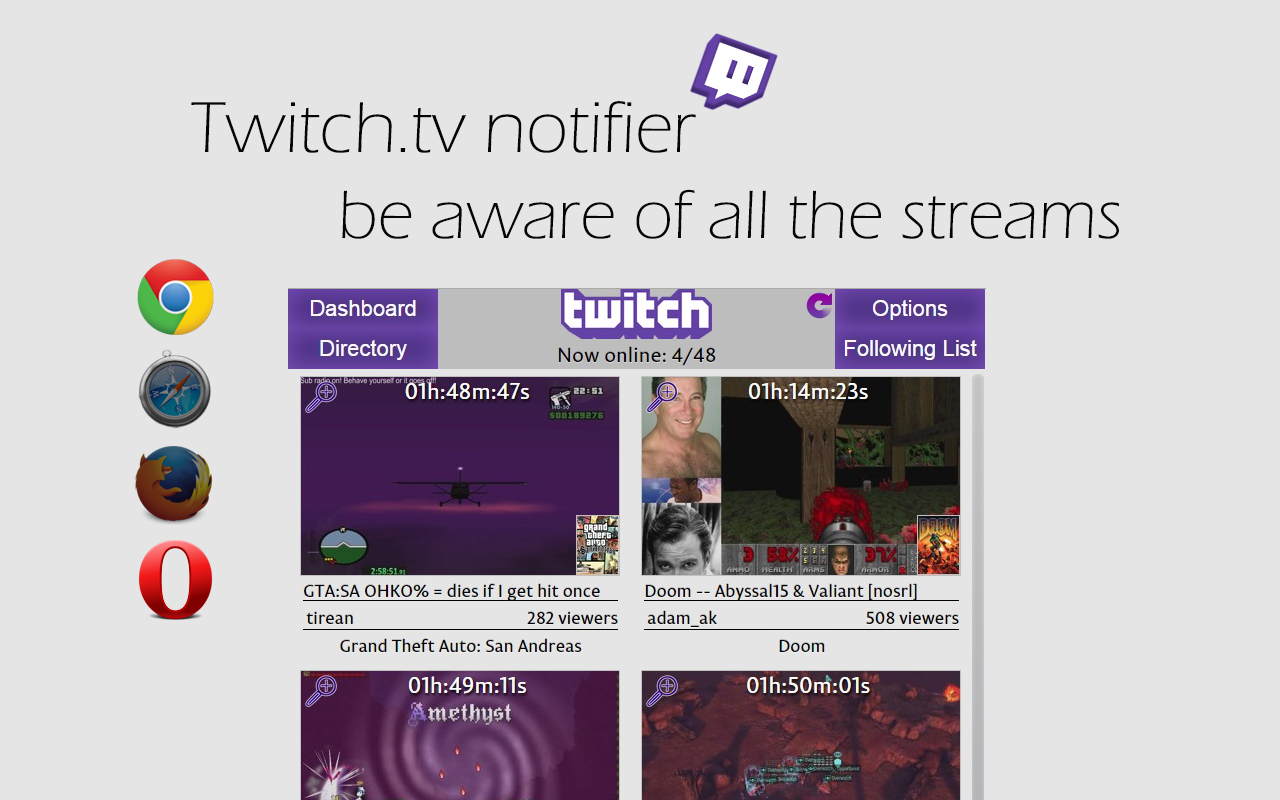 Twitch.tv notifier
be aware of all the streams
Dashboard
Directory
twitch
Now online: 4/48
Options
Following List
Sub radio on! Behave yourself or it goes off!
01h:48m:47s
22:51
2:58:51.91
GTA:SA OHKO% = dies if I get hit once
tirean 282 viewers
Grand Theft Auto: San Andreas
01h:14m:23s
3 58% 37%
AMMO HEALTH ARMS ARMOR
DOOM
Doom -- Abyssal15 & Valiant [nosrl]
adam_ak 508 viewers
Doom
01h:49m:11s
Amethyst
01h:50m:01s